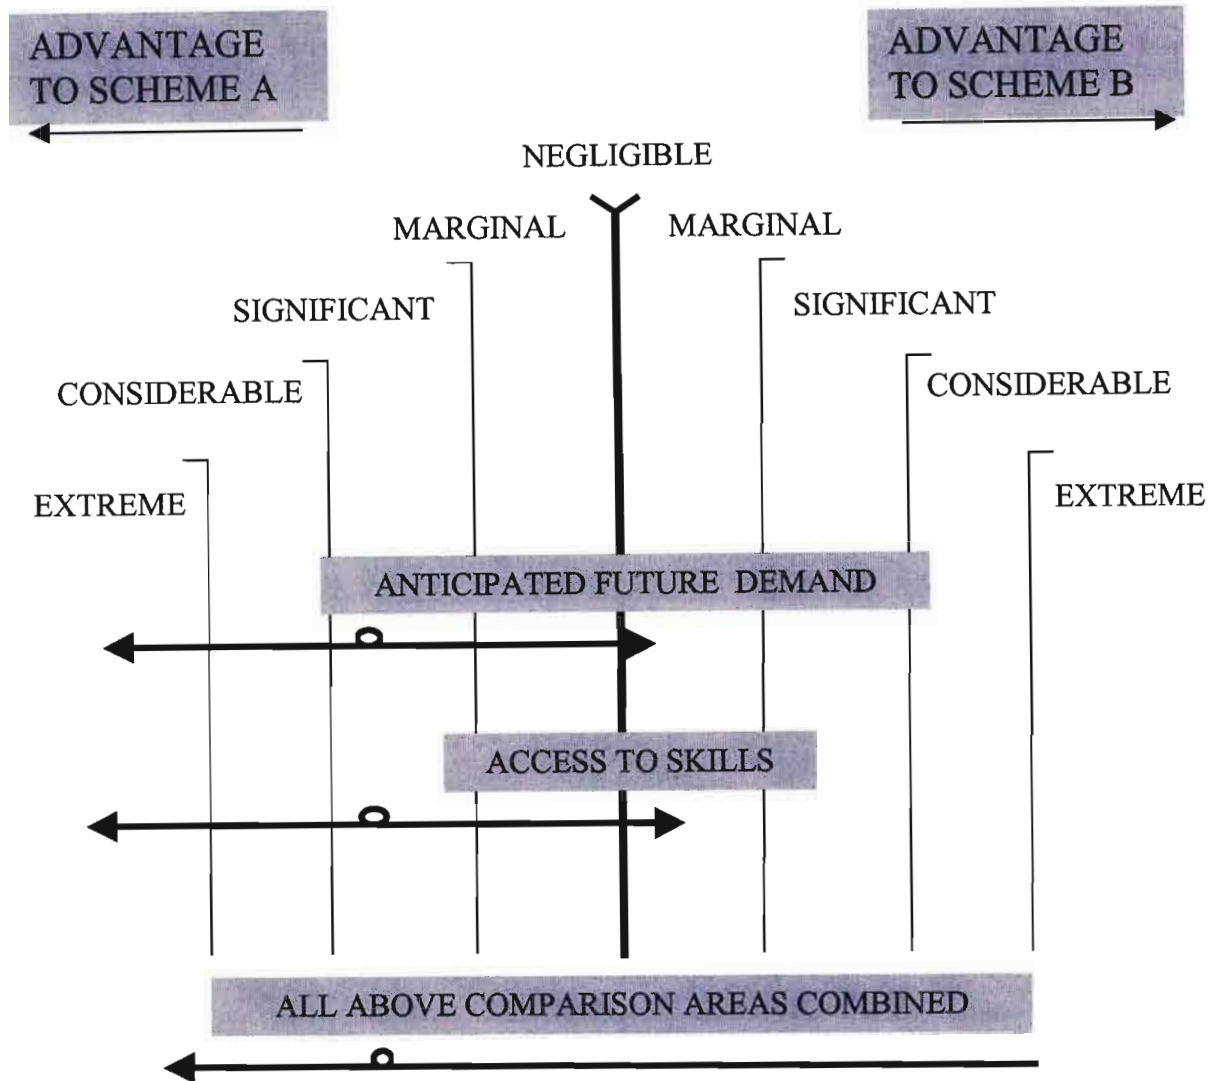 ADVANTAGE
TO SCHEME A
ADVANTAGE
TO SCHEME B
NEGLIGIBLE
MARGINAL
MARGINAL
SIGNIFICANT
SIGNIFICANT
CONSIDERABLE
CONSIDERABLE
EXTREME
EXTREME
ANTICIPATED FUTURE DEMAND
ACCESS TO SKILLS
ALL ABOVE COMPARISON AREAS COMBINED